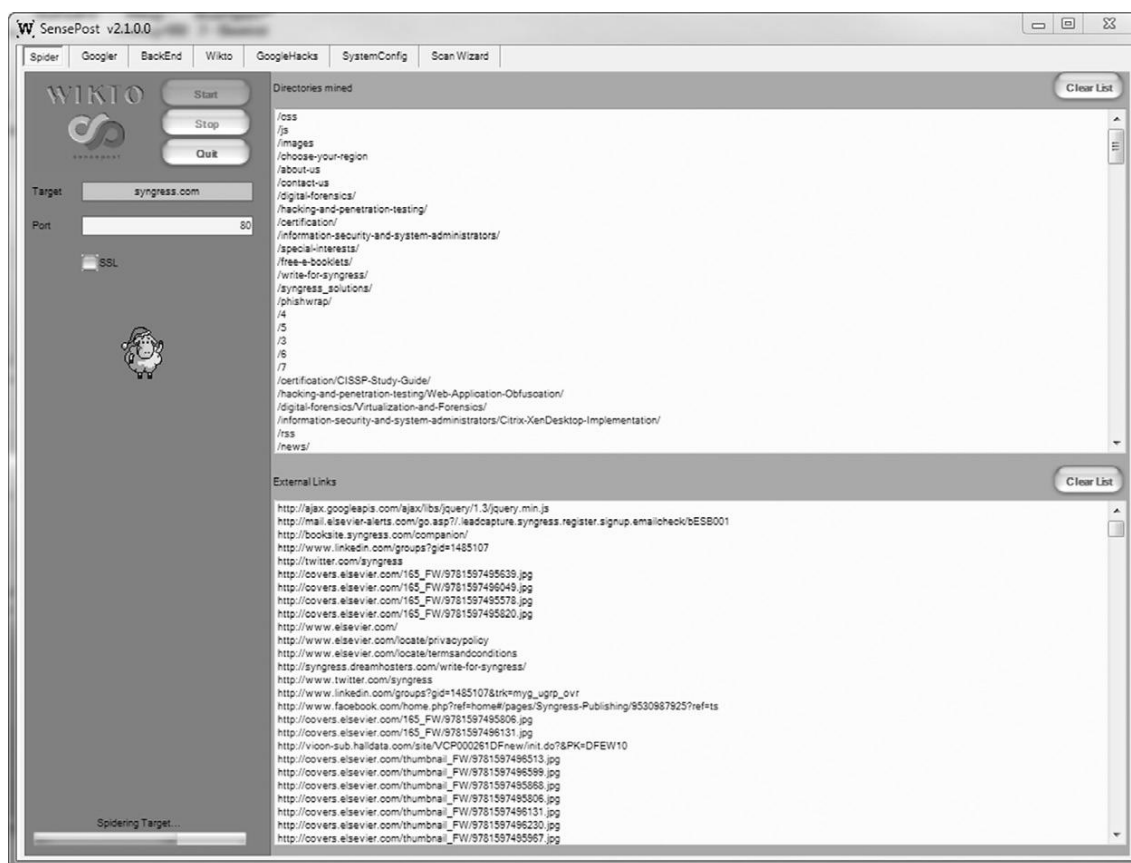 W SensePost v2.1.0.0
Spider Googler BackEnd Wikto GoogleHacks SystemConfig Scan Wizard
WIKTO
SENSEPOST
Start
Stop
Quit
Target syngress.com
Port 80
SSL
Spidering Target...
Directories mined
Clear List
/css
/js
/images
/choose-your-region
/about-us
/contact-us
/digital-forensics/
/hacking-and-penetration-testing/
/certification/
/information-security-and-system-administrators/
/special-interests/
/free-e-booklets/
/write-for-syngress/
/syngress_solutions/
/phishwrap/
/4
/5
/3
/6
/7
/certification/CISSP-Study-Guide/
/hacking-and-penetration-testing/Web-Application-Obfuscation/
/digital-forensics/Virtualization-and-Forensics/
/information-security-and-system-administrators/Citrix-XenDesktop-Implementation/
/rss
/news/
External Links
Clear List
http://ajax.googleapis.com/ajax/libs/jquery/1.3/jquery.min.js
http://mail.elsevier-alerts.com/go.asp?/.leadcapture.syngress.register.signup.emailcheck/bESB001
http://booksite.syngress.com/companion/
http://www.linkedin.com/groups?gid=1485107
http://twitter.com/syngress
http://covers.elsevier.com/165_FW/9781597495639.jpg
http://covers.elsevier.com/165_FW/9781597496049.jpg
http://covers.elsevier.com/165_FW/9781597495578.jpg
http://covers.elsevier.com/165_FW/9781597495820.jpg
http://www.elsevier.com/
http://www.elsevier.com/locate/privacypolicy
http://www.elsevier.com/locate/termsandconditions
http://syngress.dreamhosters.com/write-for-syngress/
http://www.twitter.com/syngress
http://www.linkedin.com/groups?gid=1485107&trk=myg_ugrp_ovr
http://www.facebook.com/home.php?ref=home#/pages/Syngress-Publishing/9530987925?ref=ts
http://covers.elsevier.com/165_FW/9781597495806.jpg
http://covers.elsevier.com/165_FW/9781597496131.jpg
http://vicon-sub.halldata.com/site/VCP000261DFnew/init.do?&PK=DFEW10
http://covers.elsevier.com/thumbnail_FW/9781597496513.jpg
http://covers.elsevier.com/thumbnail_FW/9781597496599.jpg
http://covers.elsevier.com/thumbnail_FW/9781597495868.jpg
http://covers.elsevier.com/thumbnail_FW/9781597495806.jpg
http://covers.elsevier.com/thumbnail_FW/9781597496131.jpg
http://covers.elsevier.com/thumbnail_FW/9781597496230.jpg
http://covers.elsevier.com/thumbnail_FW/9781597495967.jpg